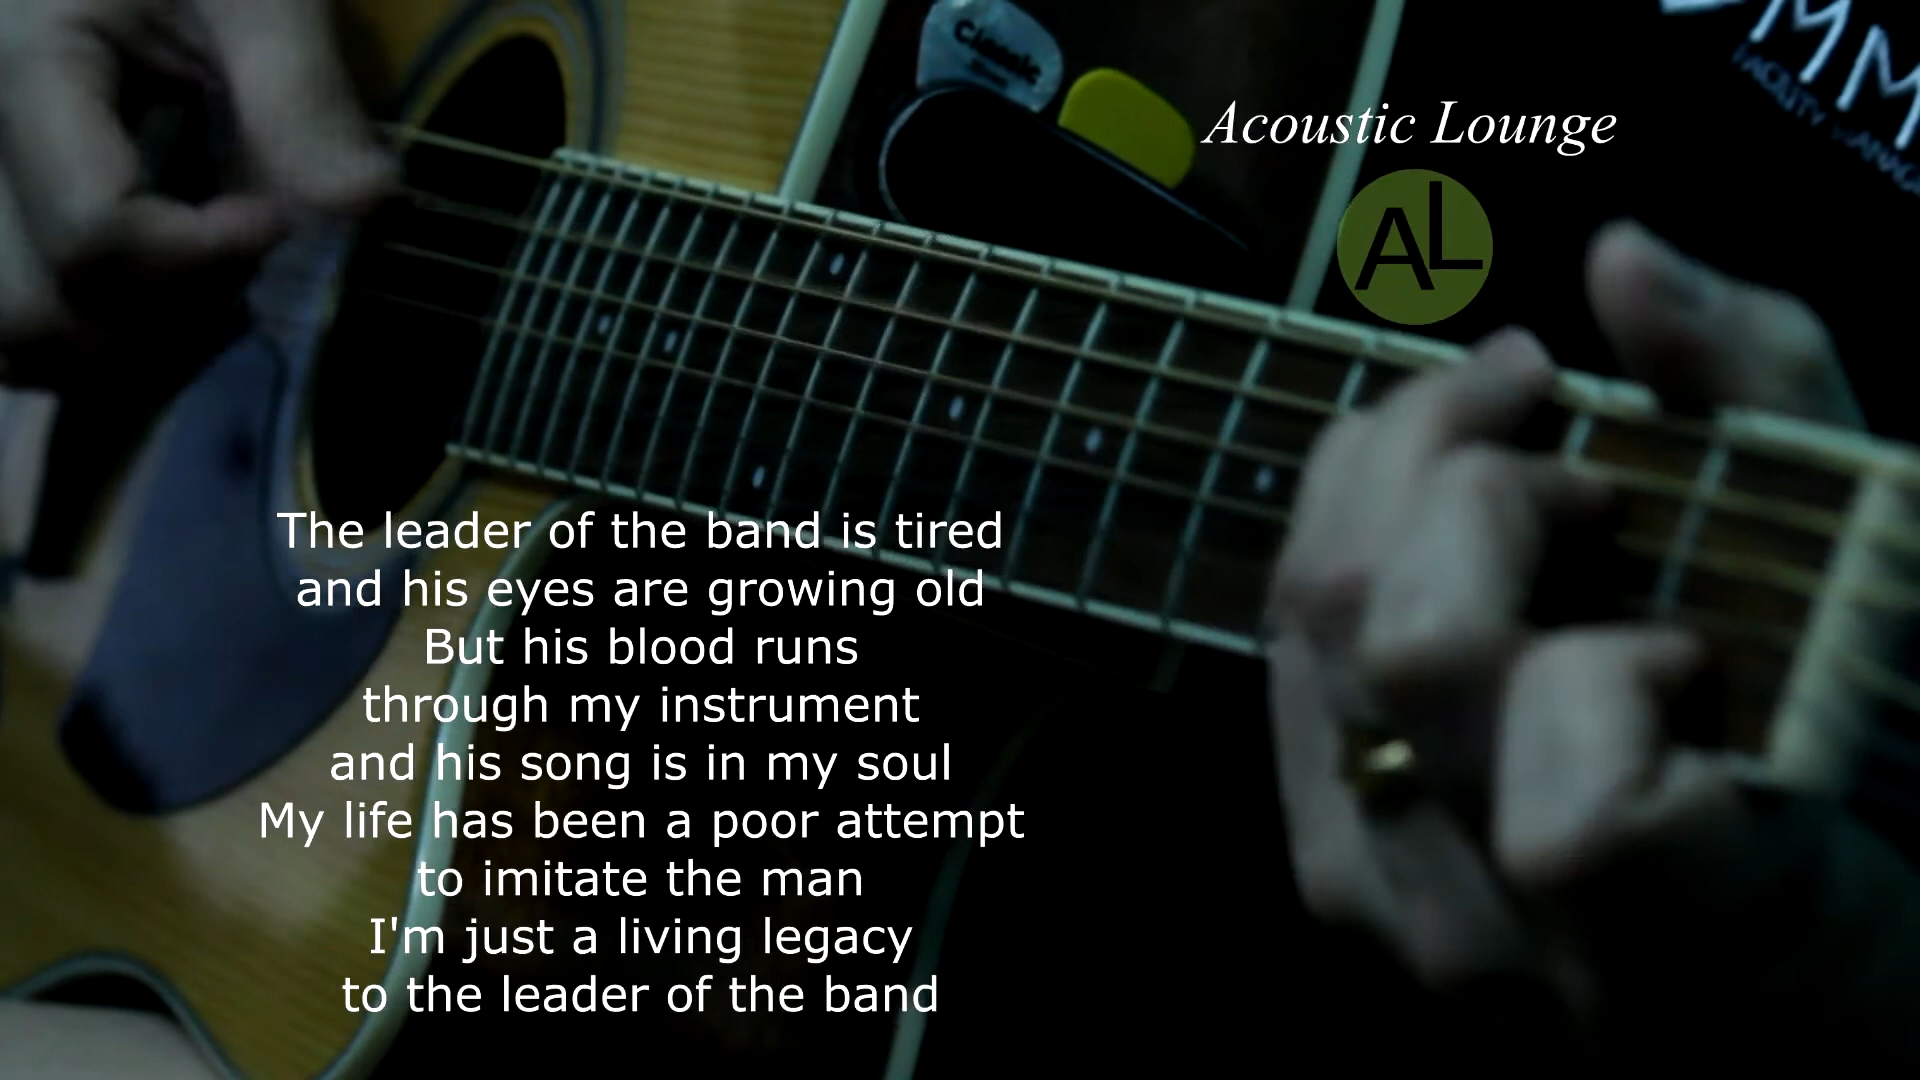 Classic
Acoustic Lounge
AL
The leader of the band is tired
and his eyes are growing old
But his blood runs
through my instrument
and his song is in my soul
My life has been a poor attempt
to imitate the man
I'm just a living legacy
to the leader of the band